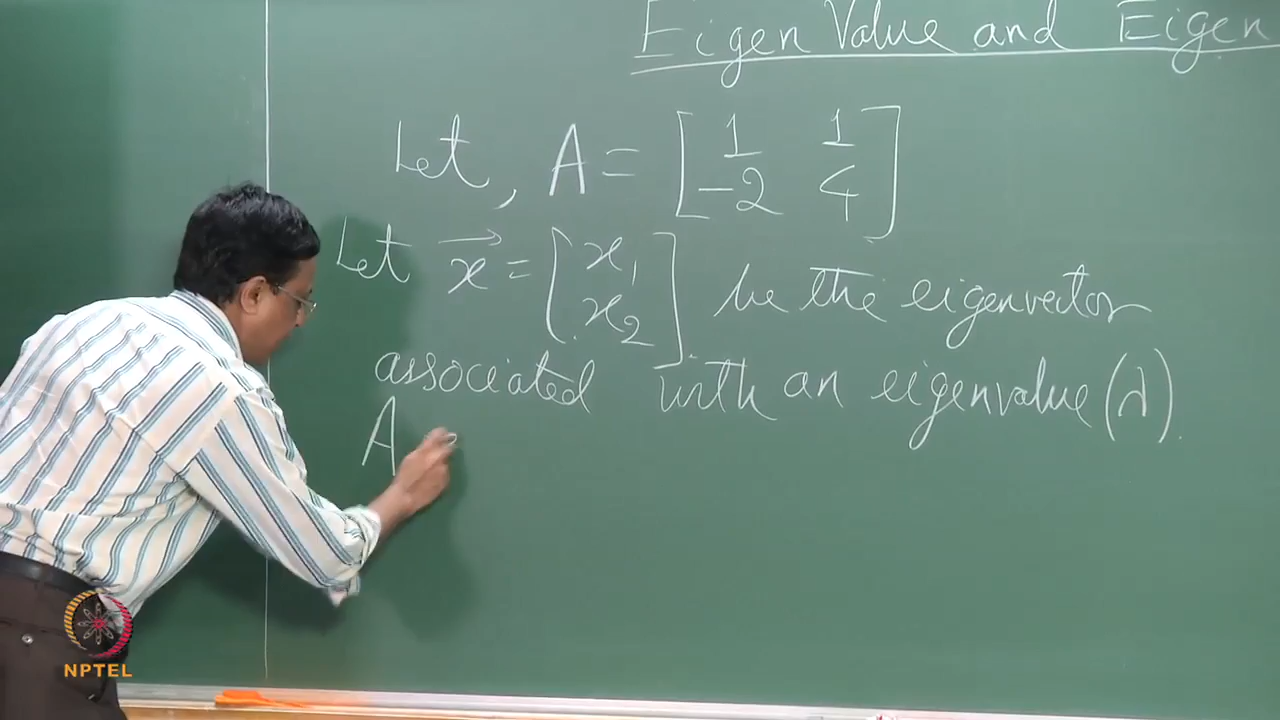 Eigen Value and Eigen
Let, A = [1 1
-2 4]
Let x⃗ = [x₁
x₂] be the eigenvector
associated with an eigenvalue (λ).
A
NPTEL